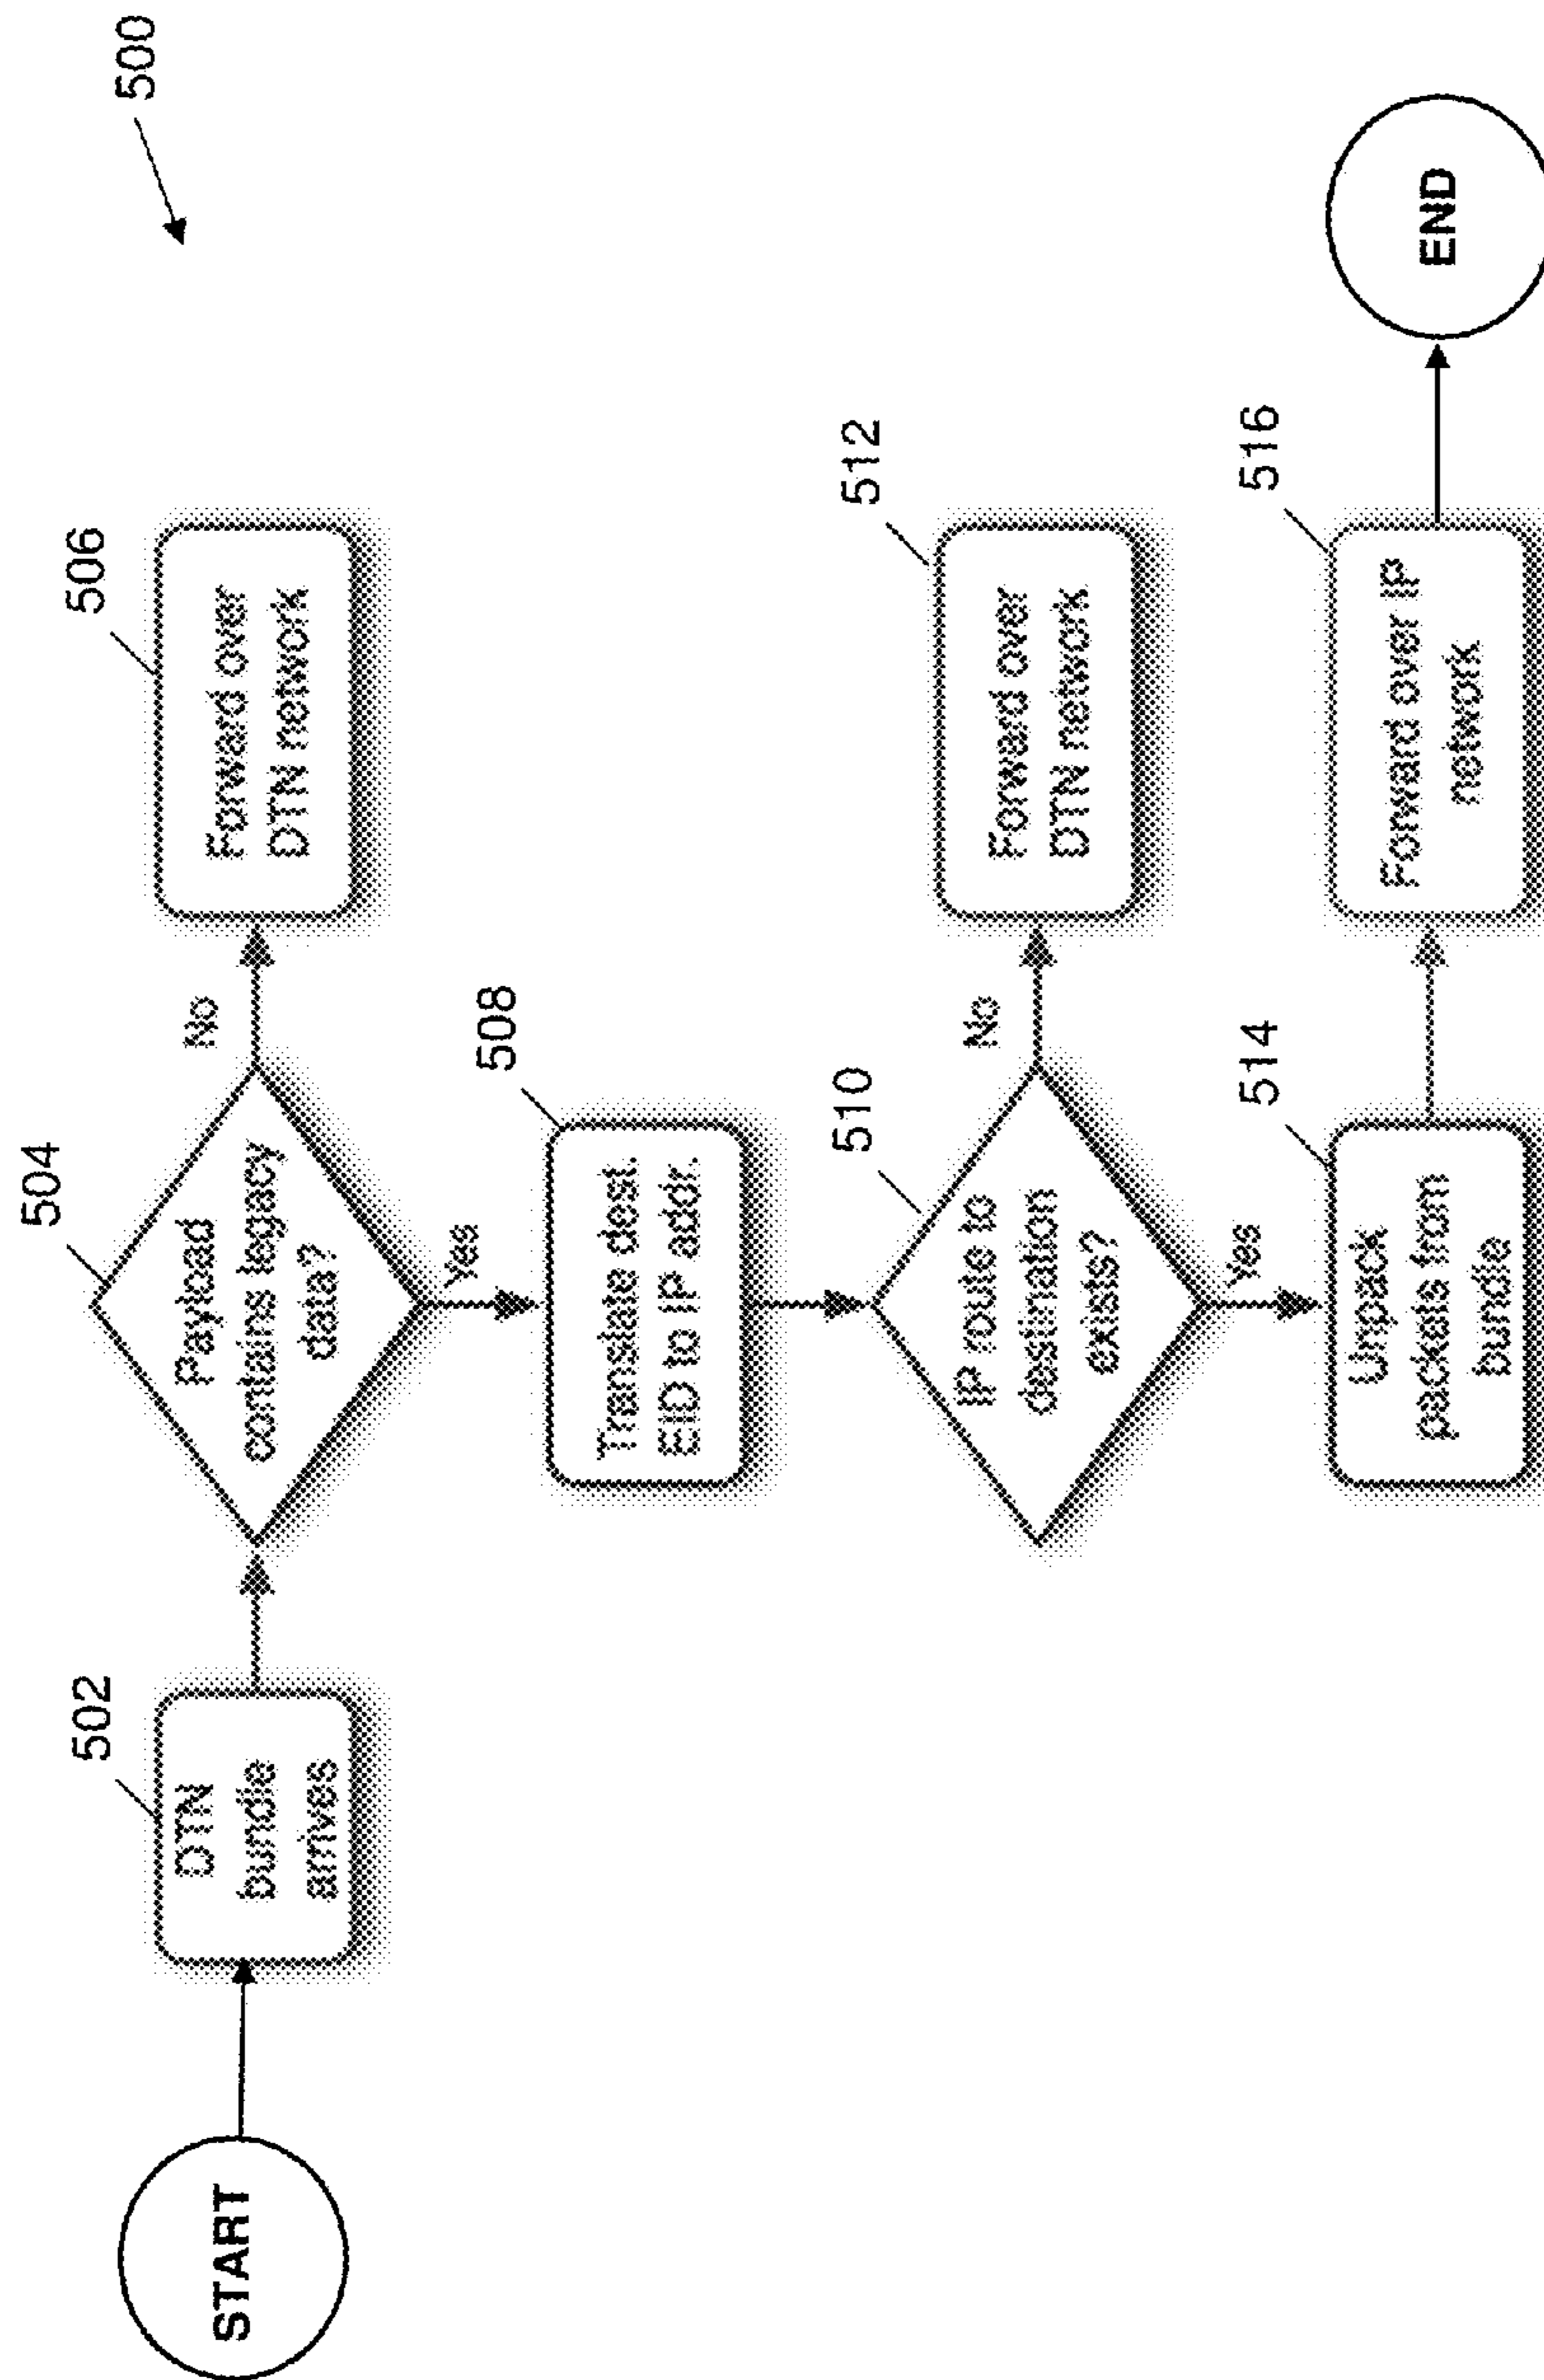 500
START
502
DTN
bundle
arrives
504
Payload
contains legacy
data?
No
506
Forward over
DTN network
Yes
508
Translate dest.
EID to IP addr.
510
IP route to
destination
exists?
No
512
Forward over
DTN network
Yes
514
Unpack
packets from
bundle
516
Forward over IP
network
END